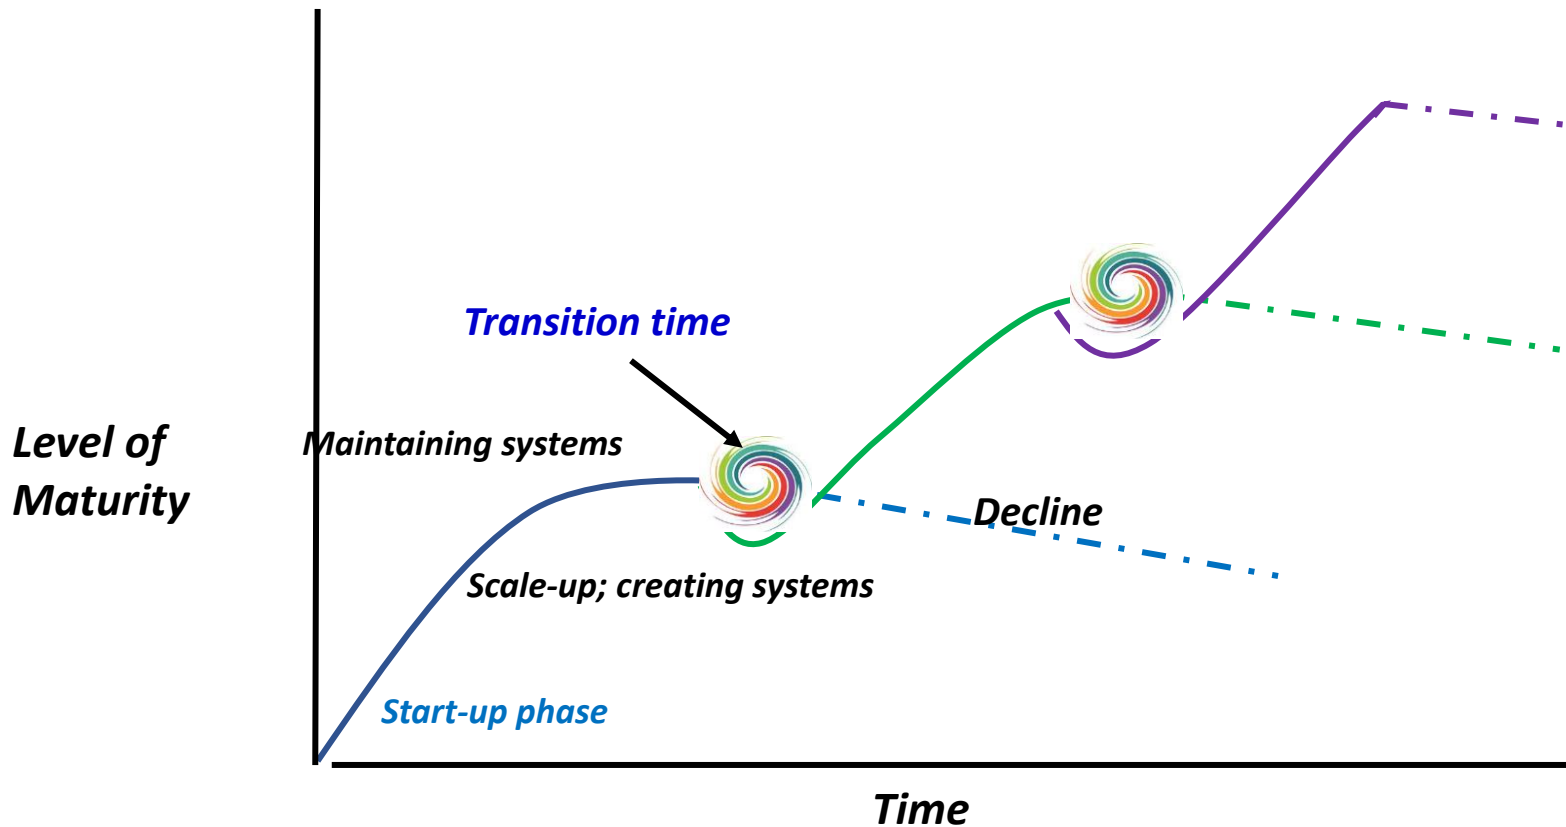 Transition time
Level of
Maturity
Maintaining systems
Decline
Scale-up; creating systems
Start-up phase
Time